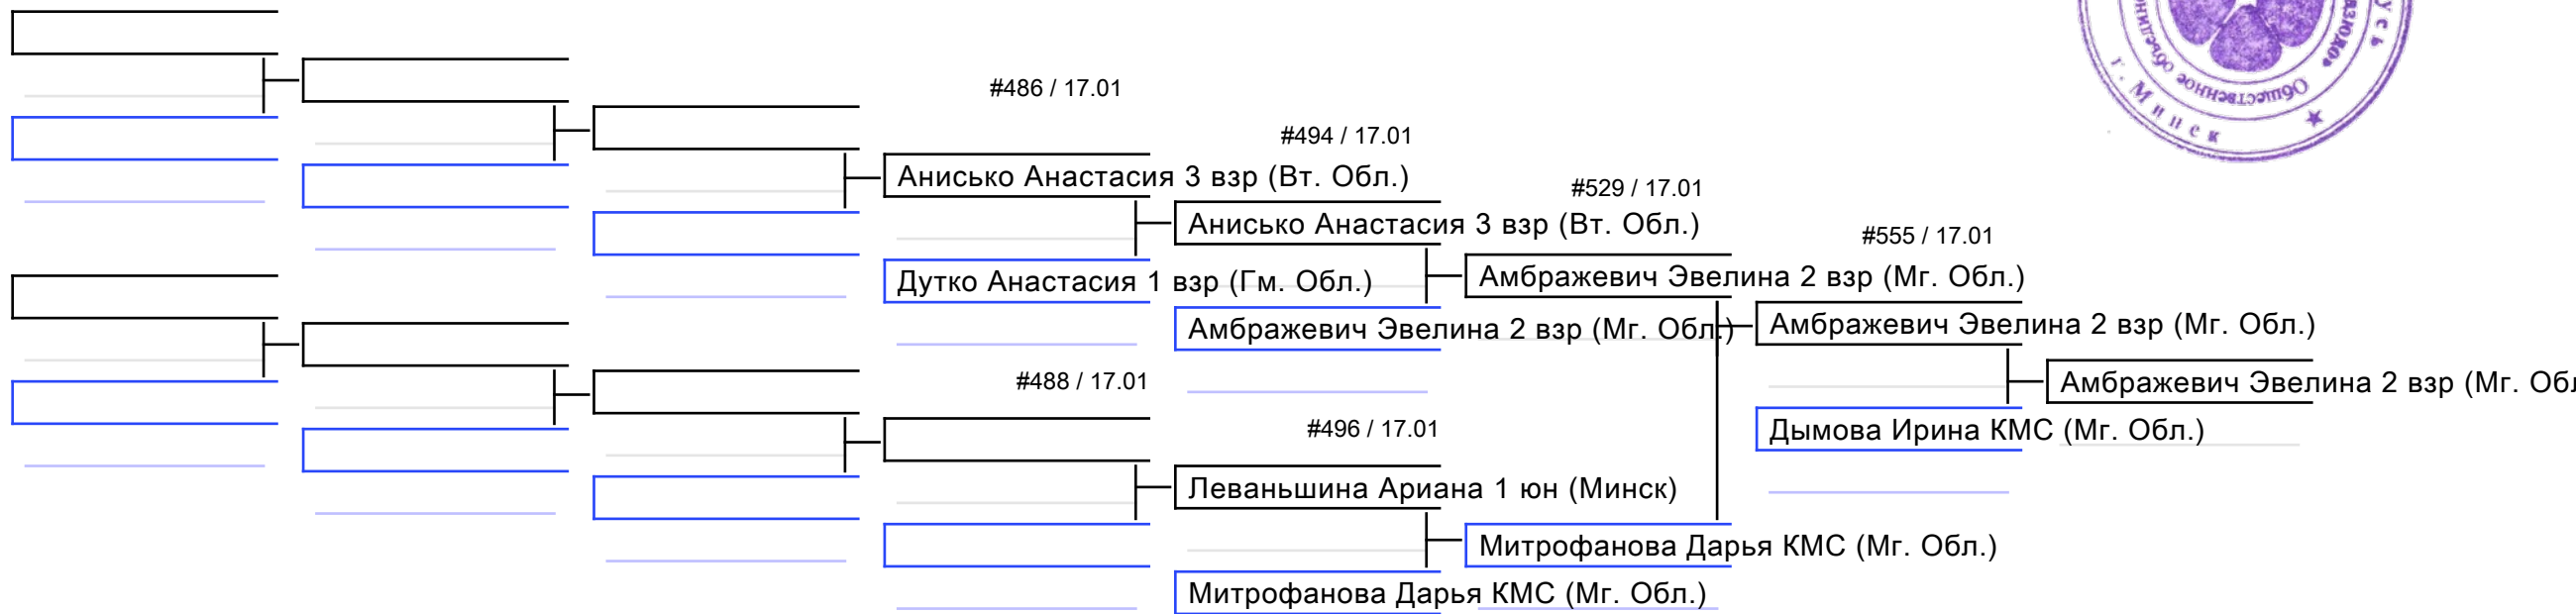 #486 / 17.01
#494 / 17.01
Анисько Анастасия 3 взр (Вт. Обл.)
#529 / 17.01
Анисько Анастасия 3 взр (Вт. Обл.)
#555 / 17.01
Дутко Анастасия 1 взр (Гм. Обл.)
Амбражевич Эвелина 2 взр (Мг. Обл.)
Амбражевич Эвелина 2 взр (Мг. Обл.)
Амбражевич Эвелина 2 взр (Мг. Обл.)
#488 / 17.01
Амбражевич Эвелина 2 взр (Мг. Обл
#496 / 17.01
Дымова Ирина КМС (Мг. Обл.)
Леваньшина Ариана 1 юн (Минск)
Митрофанова Дарья КМС (Мг. Обл.)
Митрофанова Дарья КМС (Мг. Обл.)
г. Минск
Общественное